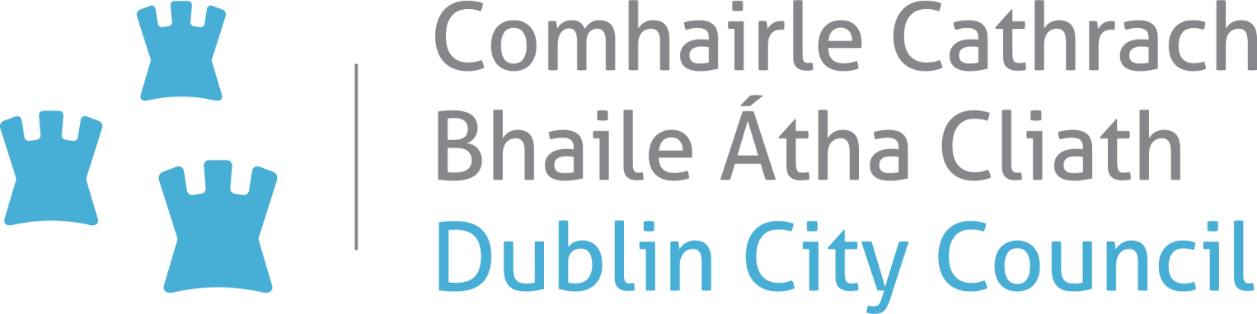 Comhairle Cathrach
Bhaile Átha Cliath
Dublin City Council